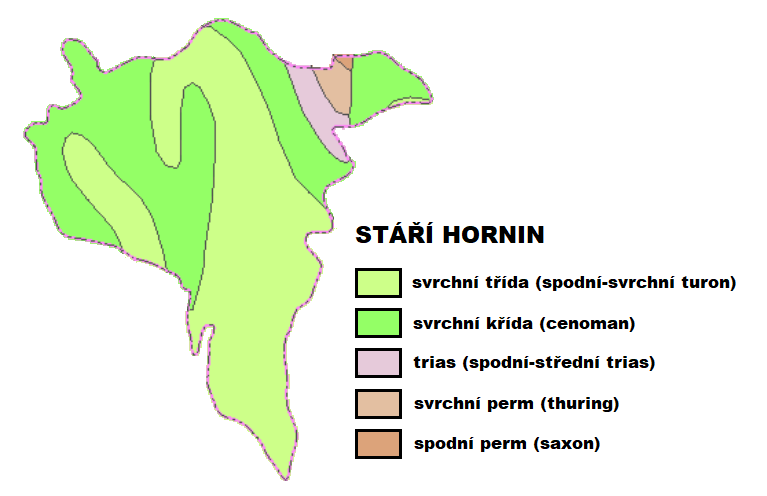 STÁŘÍ HORNIN
svrchní třída (spodní-svrchní turon)
svrchní křída (cenoman)
trias (spodní-střední trias)
svrchní perm (thuring)
spodní perm (saxon)